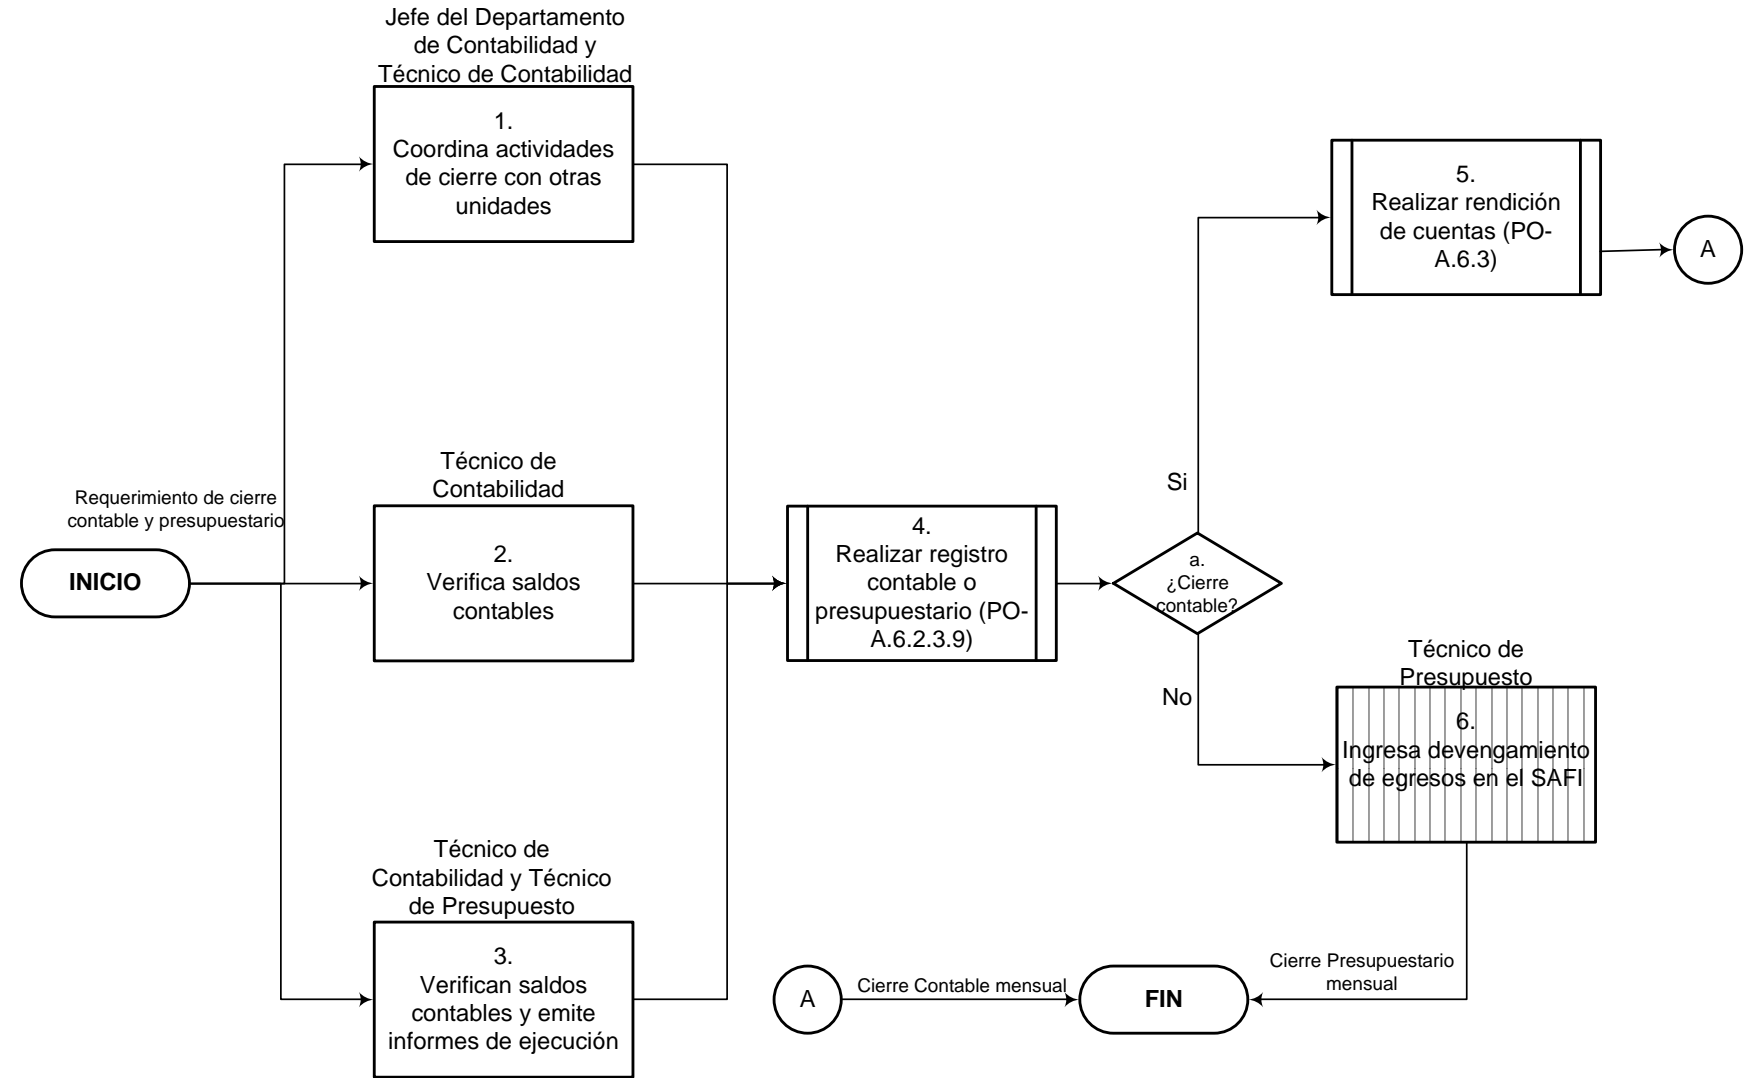 Jefe del Departamento
de Contabilidad y
Técnico de Contabilidad
1.
Coordina actividades
de cierre con otras
unidades
5.
Realizar rendición
de cuentas (PO-
A.6.3)
A
Técnico de
Contabilidad
Requerimiento de cierre
contable y presupuestario
INICIO
2.
Verifica saldos
contables
4.
Realizar registro
contable o
presupuestario (PO-
A.6.2.3.9)
Si
a.
¿Cierre
contable?
No
Técnico de
Presupuesto
6.
Ingresa devengamiento
de egresos en el SAFI
Técnico de
Contabilidad y Técnico
de Presupuesto
3.
Verifican saldos
contables y emite
informes de ejecución
A
Cierre Contable mensual
FIN
Cierre Presupuestario
mensual